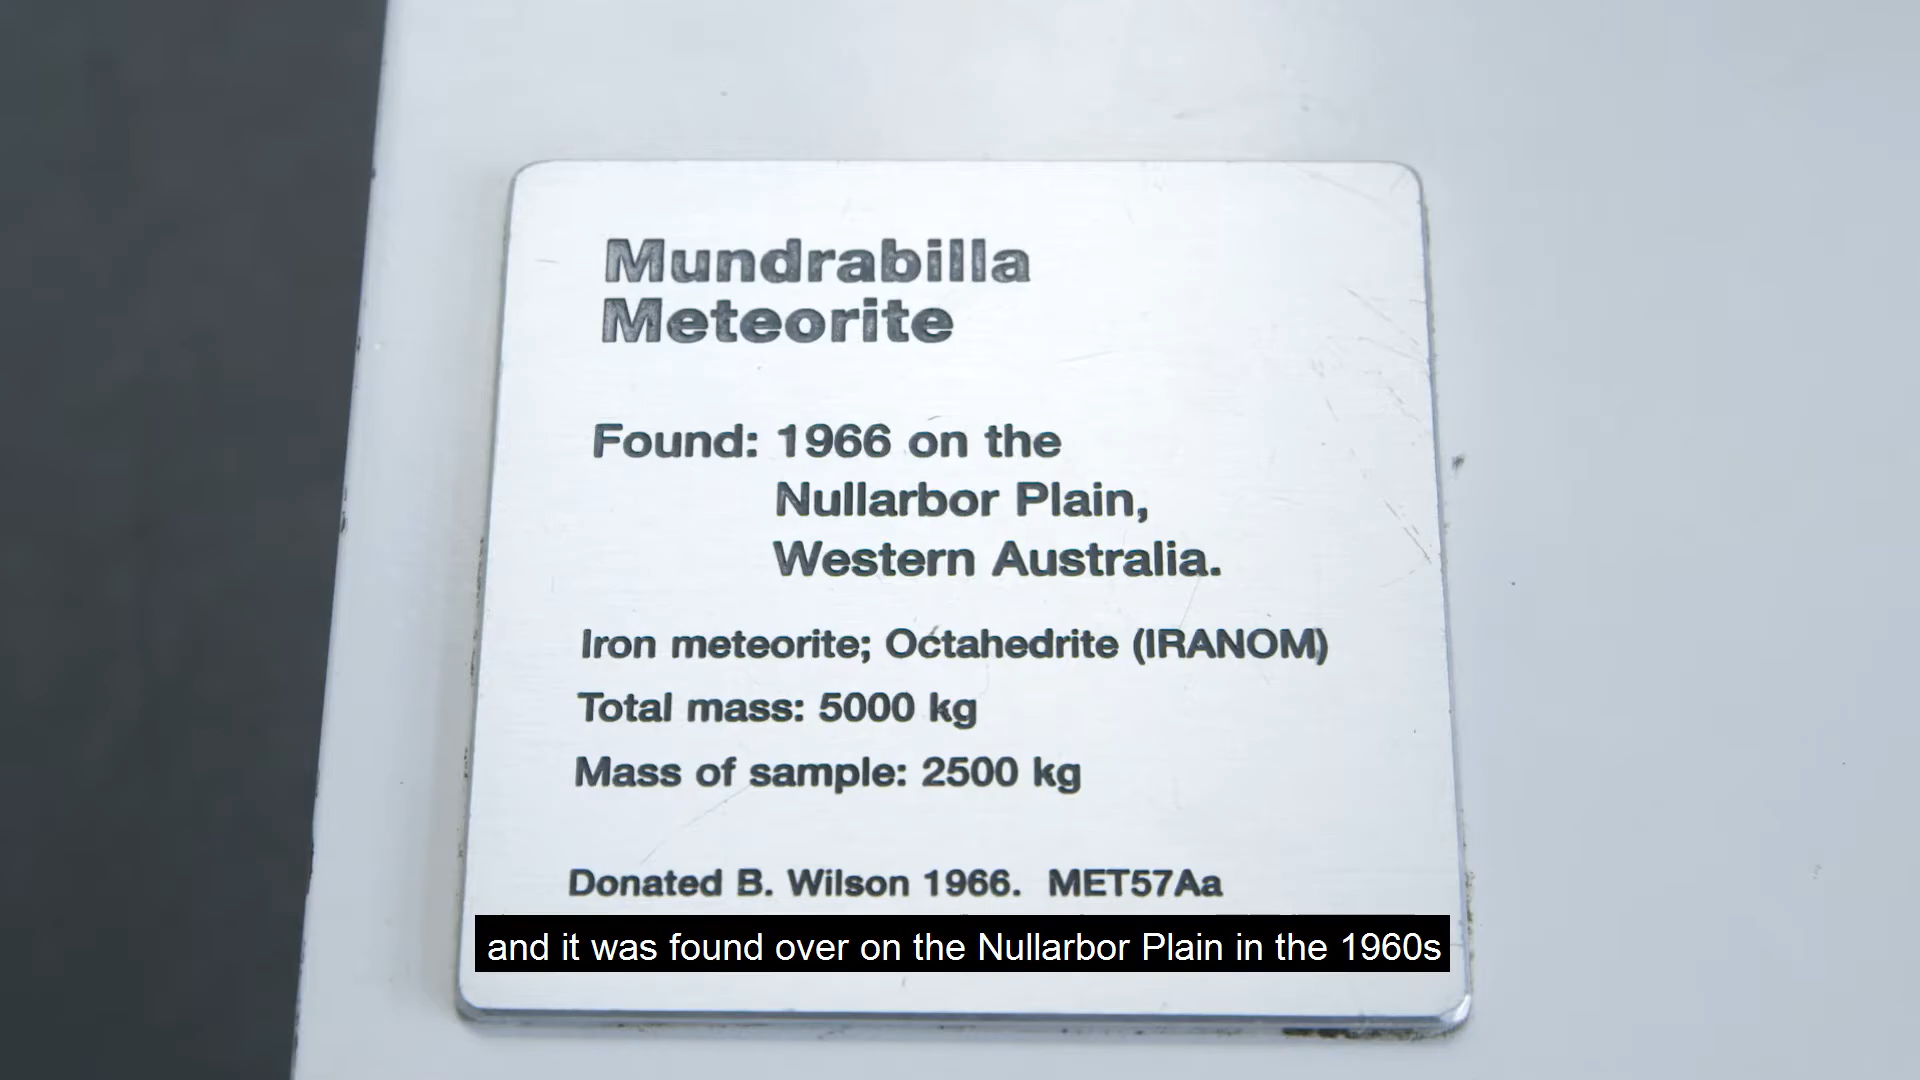 Mundrabilla
Meteorite
Found: 1966 on the
Nullarbor Plain,
Western Australia.
Iron meteorite; Octahedrite (IRANOM)
Total mass: 5000 kg
Mass of sample: 2500 kg
Donated B. Wilson 1966. MET57Aa
and it was found over on the Nullarbor Plain in the 1960s